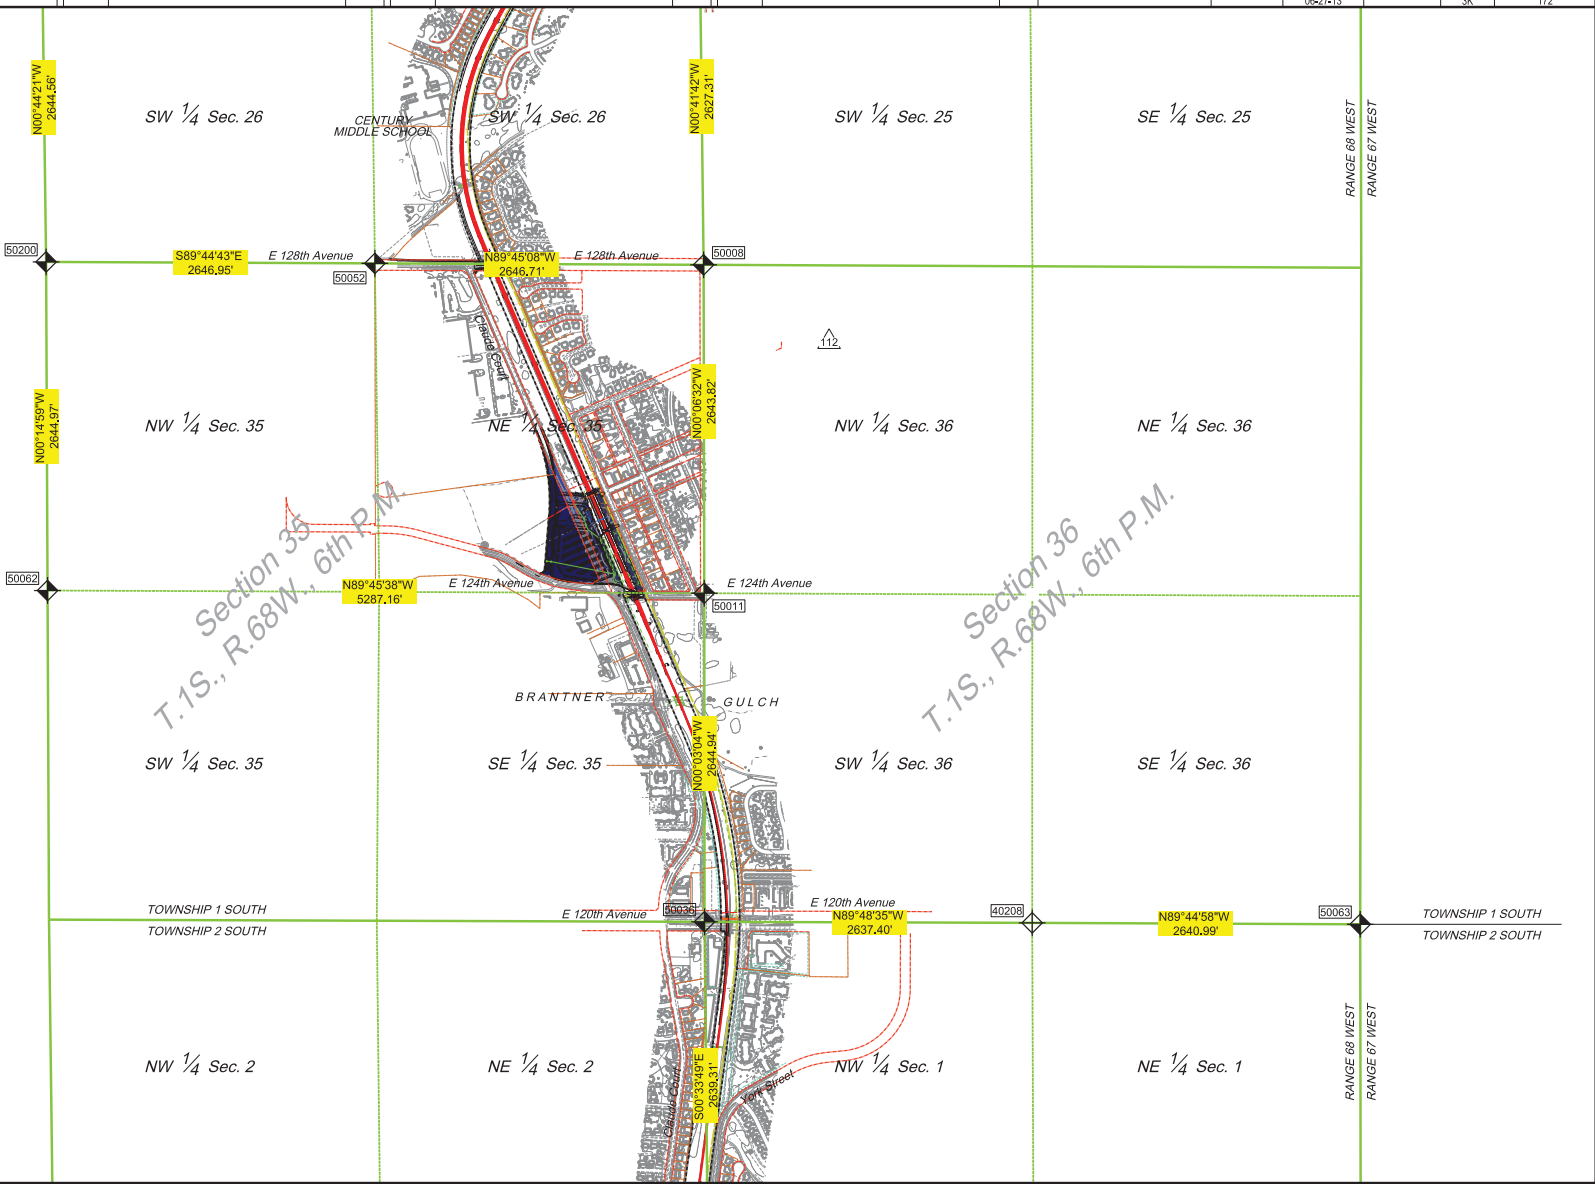 06-27-13
3K
172
N00°44'21"W
2644.56'
SW 1/4 Sec. 26
CENTURY
MIDDLE SCHOOL
SW 1/4 Sec. 26
N00°41'42"W
2627.31'
SW 1/4 Sec. 25
SE 1/4 Sec. 25
RANGE 68 WEST
RANGE 67 WEST
50200
S89°44'43"E
2646.95'
E 128th Avenue
50052
N89°45'08"W
2646.71'
E 128th Avenue
50008
Claude Court
112
N00°14'59"W
2644.97'
NW 1/4 Sec. 35
NE 1/4 Sec. 35
N00°06'32"W
2643.82'
NW 1/4 Sec. 36
NE 1/4 Sec. 36
Section 35
T.1S., R.68W., 6th P.M.
Section 36
T.1S., R.68W., 6th P.M.
50062
N89°45'38"W
5287.16'
E 124th Avenue
E 124th Avenue
50011
BRANTNER
GULCH
N00°03'04"W
2644.94'
SW 1/4 Sec. 35
SE 1/4 Sec. 35
SW 1/4 Sec. 36
SE 1/4 Sec. 36
TOWNSHIP 1 SOUTH
TOWNSHIP 2 SOUTH
E 120th Avenue
50036
E 120th Avenue
N89°48'35"W
2637.40'
40208
N89°44'58"W
2640.99'
50063
TOWNSHIP 1 SOUTH
TOWNSHIP 2 SOUTH
NW 1/4 Sec. 2
NE 1/4 Sec. 2
Claude Court
S00°33'49"E
2639.31'
York Street
NW 1/4 Sec. 1
NE 1/4 Sec. 1
RANGE 68 WEST
RANGE 67 WEST